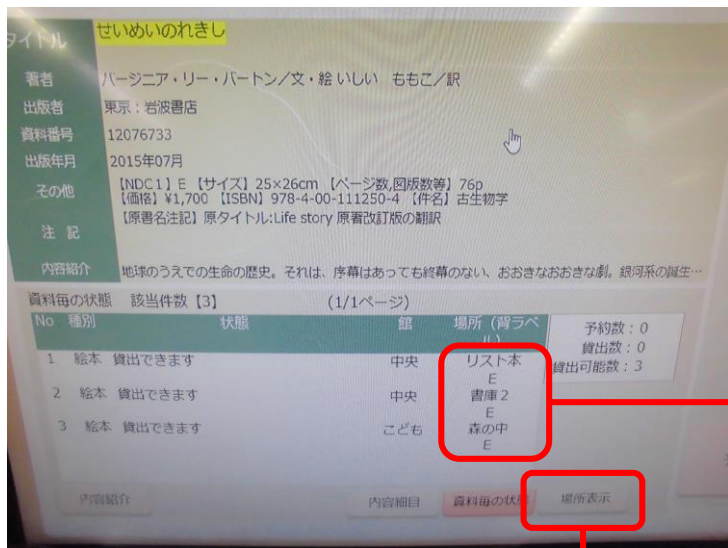 タイトル せいめいのれきし
著者 バージニア・リー・バートン/文・絵 いしい ももこ/訳
出版者 東京:岩波書店
資料番号 12076733
出版年月 2015年07月
その他 【NDC1】E 【サイズ】25×26cm 【ページ数,図版数等】76p
【価格】¥1,700 【ISBN】978-4-00-111250-4 【件名】古生物学
注 記 【原書名注記】原タイトル:Life story 原著改訂版の翻訳
内容紹介 地球のうえでの生命の歴史。それは、序幕はあっても終幕のない、おおきなおおきな劇。銀河系の誕生…
資料毎の状態 該当件数【3】 (1/1ページ)
No 種別 状態 館 場所(背ラベル)
予約数:0
貸出数:0
貸出可能数:3
1 絵本 貸出できます 中央 リスト本
E
2 絵本 貸出できます 中央 書庫2
E
3 絵本 貸出できます こども 森の中
E
内容紹介 内容細目 資料毎の状態 場所表示